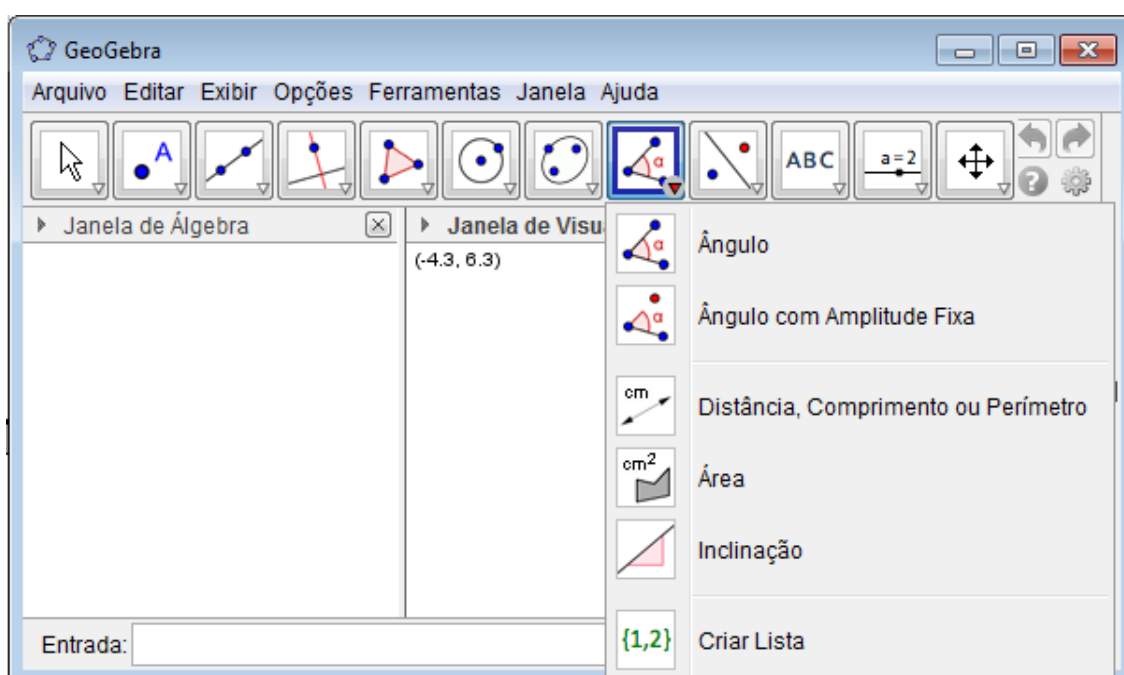 GeoGebra
Arquivo Editar Exibir Opções Ferramentas Janela Ajuda
A α ABC a=2
Janela de Álgebra
Janela de Visu
(-4.3, 6.3)
α Ângulo
α Ângulo com Amplitude Fixa
cm Distância, Comprimento ou Perímetro
cm² Área
Inclinação
{1,2} Criar Lista
Entrada: